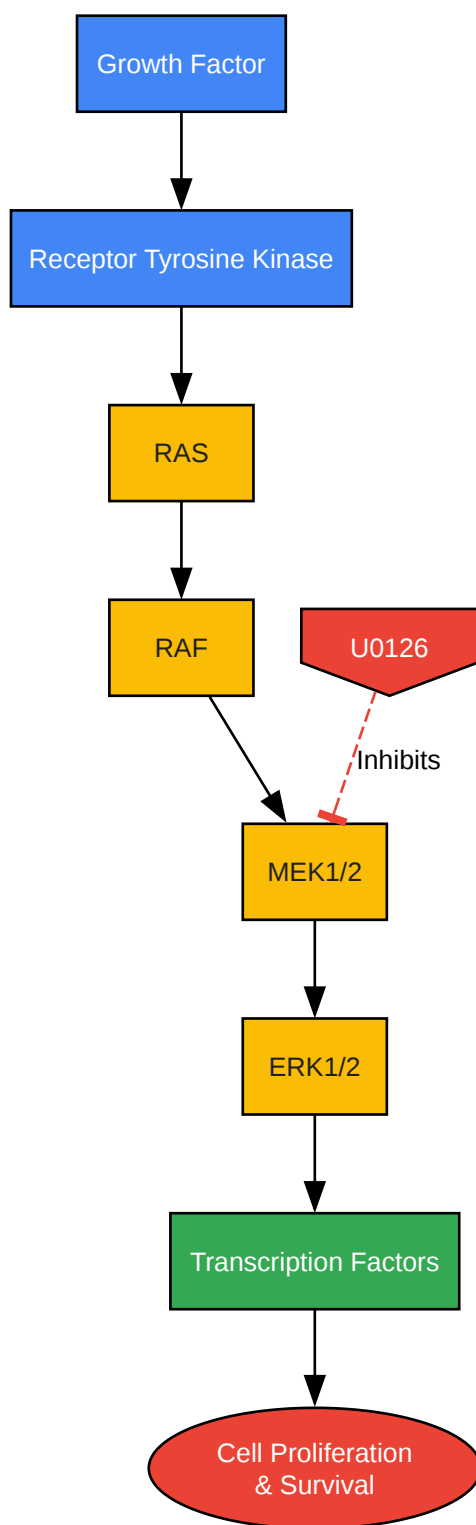 Growth Factor
Receptor Tyrosine Kinase
RAS
RAF
U0126
Inhibits
MEK1/2
ERK1/2
Transcription Factors
Cell Proliferation
& Survival